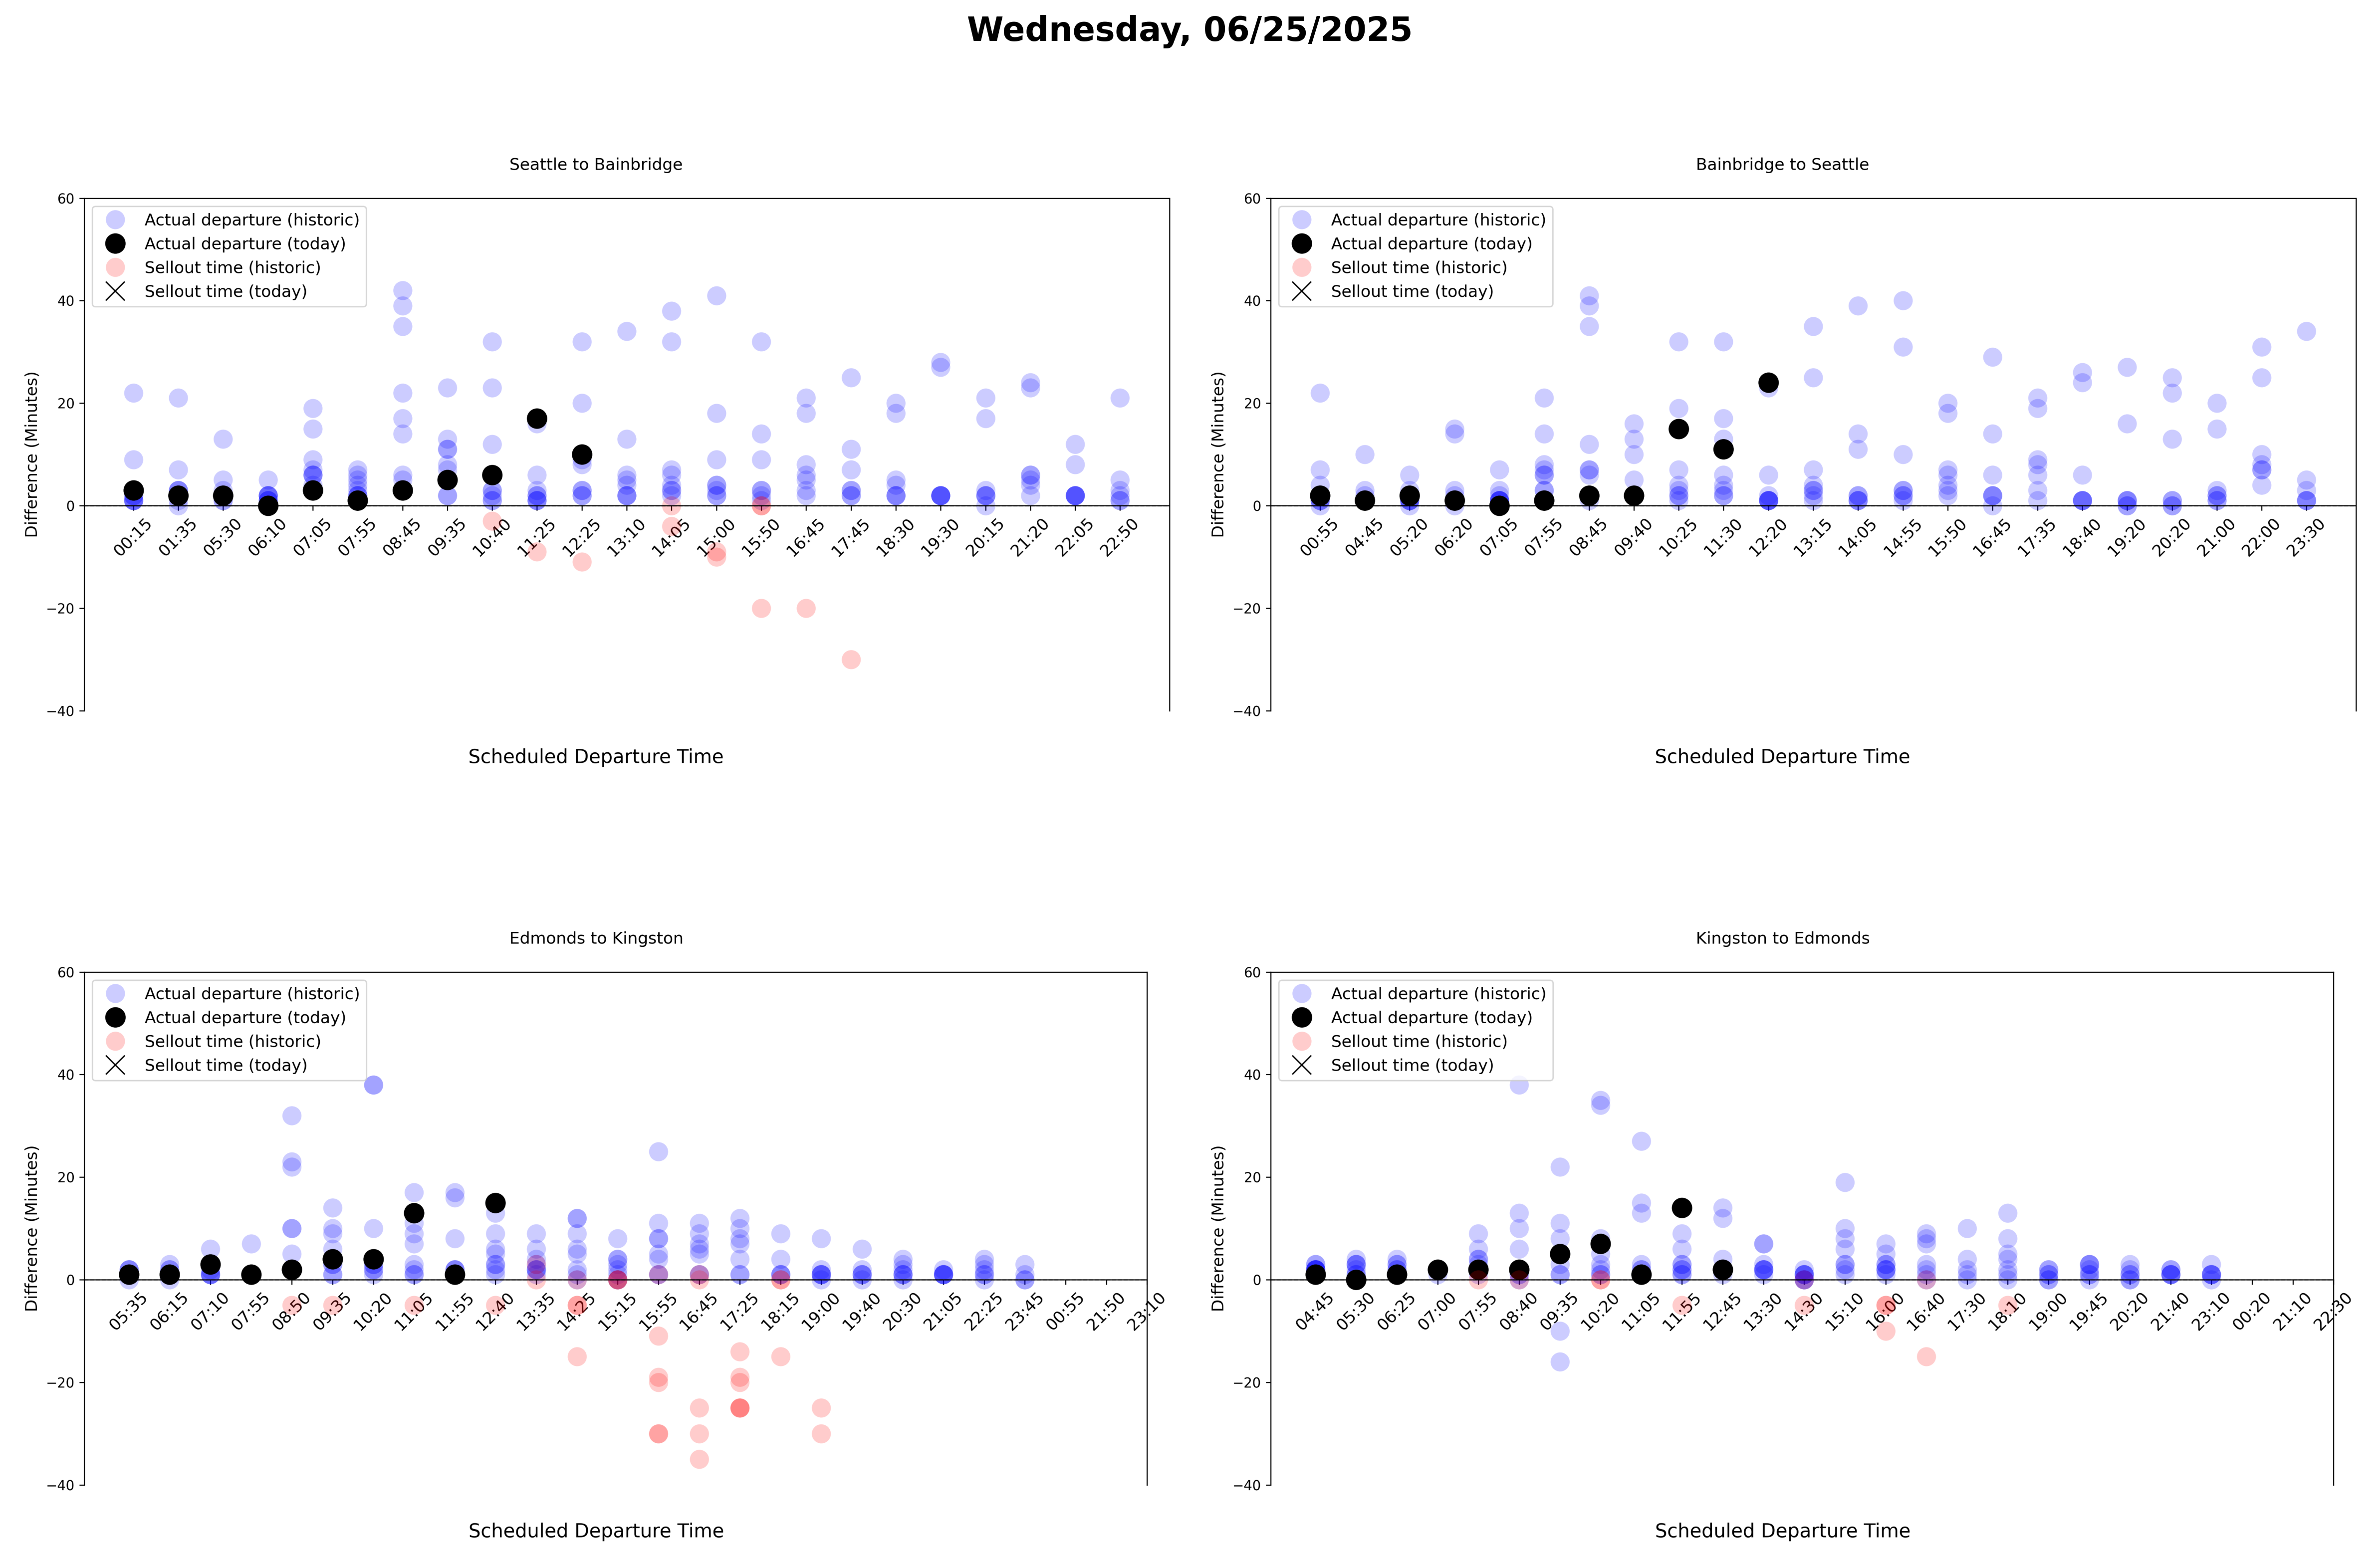 Wednesday, 06/25/2025
Seattle to Bainbridge
60
40
20
0
−20
−40
Difference (Minutes)
Actual departure (historic)
Actual departure (today)
Sellout time (historic)
Sellout time (today)
00:15 01:35 05:30 06:10 07:05 07:55 08:45 09:35 10:40 11:25 12:25 13:10 14:05 15:00 15:50 16:45 17:45 18:30 19:30 20:15 21:20 22:05 22:50
Scheduled Departure Time
Bainbridge to Seattle
60
40
20
0
−20
−40
Difference (Minutes)
Actual departure (historic)
Actual departure (today)
Sellout time (historic)
Sellout time (today)
00:55 04:45 05:20 06:20 07:05 07:55 08:45 09:40 10:25 11:30 12:20 13:15 14:05 14:55 15:50 16:45 17:35 18:40 19:20 20:20 21:00 22:00 23:30
Scheduled Departure Time
Edmonds to Kingston
60
40
20
0
−20
−40
Difference (Minutes)
Actual departure (historic)
Actual departure (today)
Sellout time (historic)
Sellout time (today)
05:35 06:15 07:10 07:55 08:50 09:35 10:20 11:05 11:55 12:40 13:35 14:25 15:15 15:55 16:45 17:25 18:15 19:00 19:40 20:30 21:05 22:25 23:45 00:55 21:50 23:10
Scheduled Departure Time
Kingston to Edmonds
60
40
20
0
−20
−40
Difference (Minutes)
Actual departure (historic)
Actual departure (today)
Sellout time (historic)
Sellout time (today)
04:45 05:30 06:25 07:00 07:55 08:40 09:35 10:20 11:05 11:55 12:45 13:30 14:30 15:10 16:00 16:40 17:30 18:10 19:00 19:45 20:20 21:40 23:10 00:20 21:10 22:30
Scheduled Departure Time